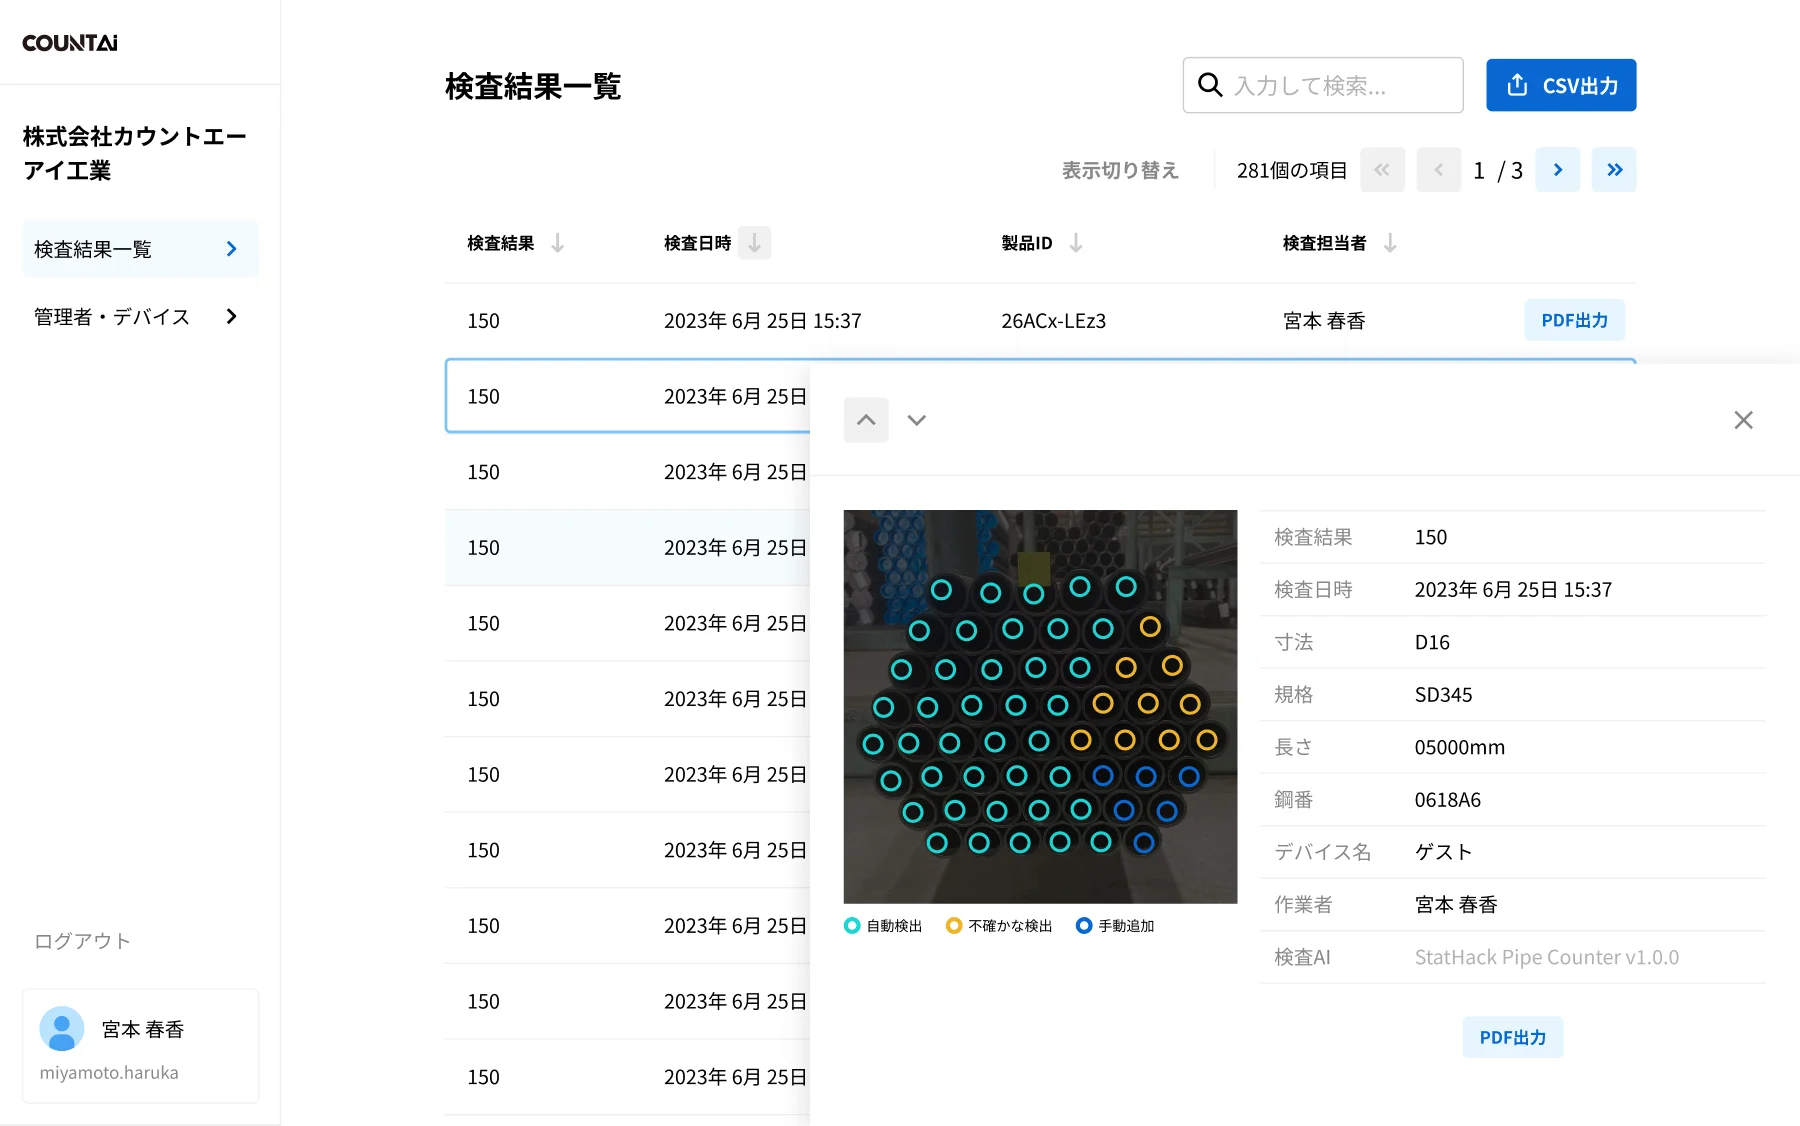 COUNTAi
株式会社カウントエー
アイ工業
検査結果一覧
管理者・デバイス
ログアウト
宮本 春香
miyamoto.haruka
検査結果一覧
入力して検索...
CSV出力
表示切り替え
281個の項目
1 / 3
検査結果 検査日時 製品ID 検査担当者
150 2023年 6月 25日 15:37 26ACx-LEz3 宮本 春香 PDF出力
150 2023年 6月 25日
150 2023年 6月 25日
150 2023年 6月 25日
150 2023年 6月 25日
150 2023年 6月 25日
150 2023年 6月 25日
150 2023年 6月 25日
150 2023年 6月 25日
150 2023年 6月 25日
150 2023年 6月 25日
自動検出 不確かな検出 手動追加
検査結果 150
検査日時 2023年 6月 25日 15:37
寸法 D16
規格 SD345
長さ 05000mm
鋼番 0618A6
デバイス名 ゲスト
作業者 宮本 春香
検査AI StatHack Pipe Counter v1.0.0
PDF出力